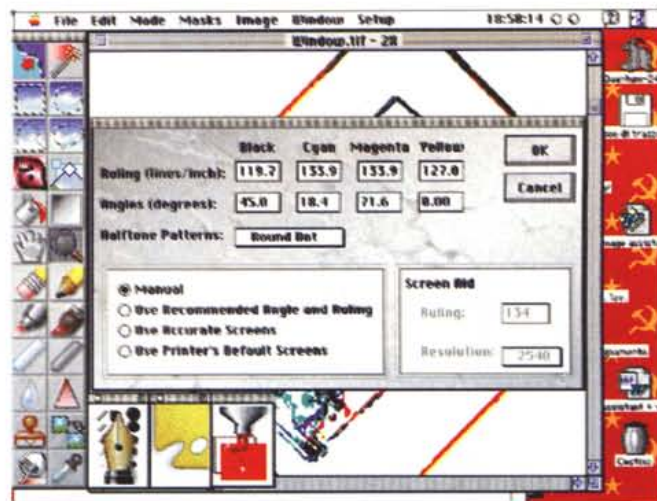 File Edit Mode Masks Image Window Setup 18:58:14
Window.tif - 2R
Black Cyan Magenta Yellow
Ruling (lines/inch): 119.7 133.9 133.9 127.0
Angles (degrees): 45.0 18.4 71.6 0.00
Halftone Patterns: Round Dot
OK
Cancel
Manual
Use Recommended Angle and Ruling
Use Accurate Screens
Use Printer's Default Screens
Screen Aid
Ruling: 134
Resolution: 2540
Cestino